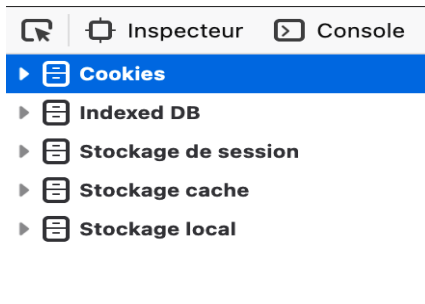 Inspecteur Console
Cookies
Indexed DB
Stockage de session
Stockage cache
Stockage local